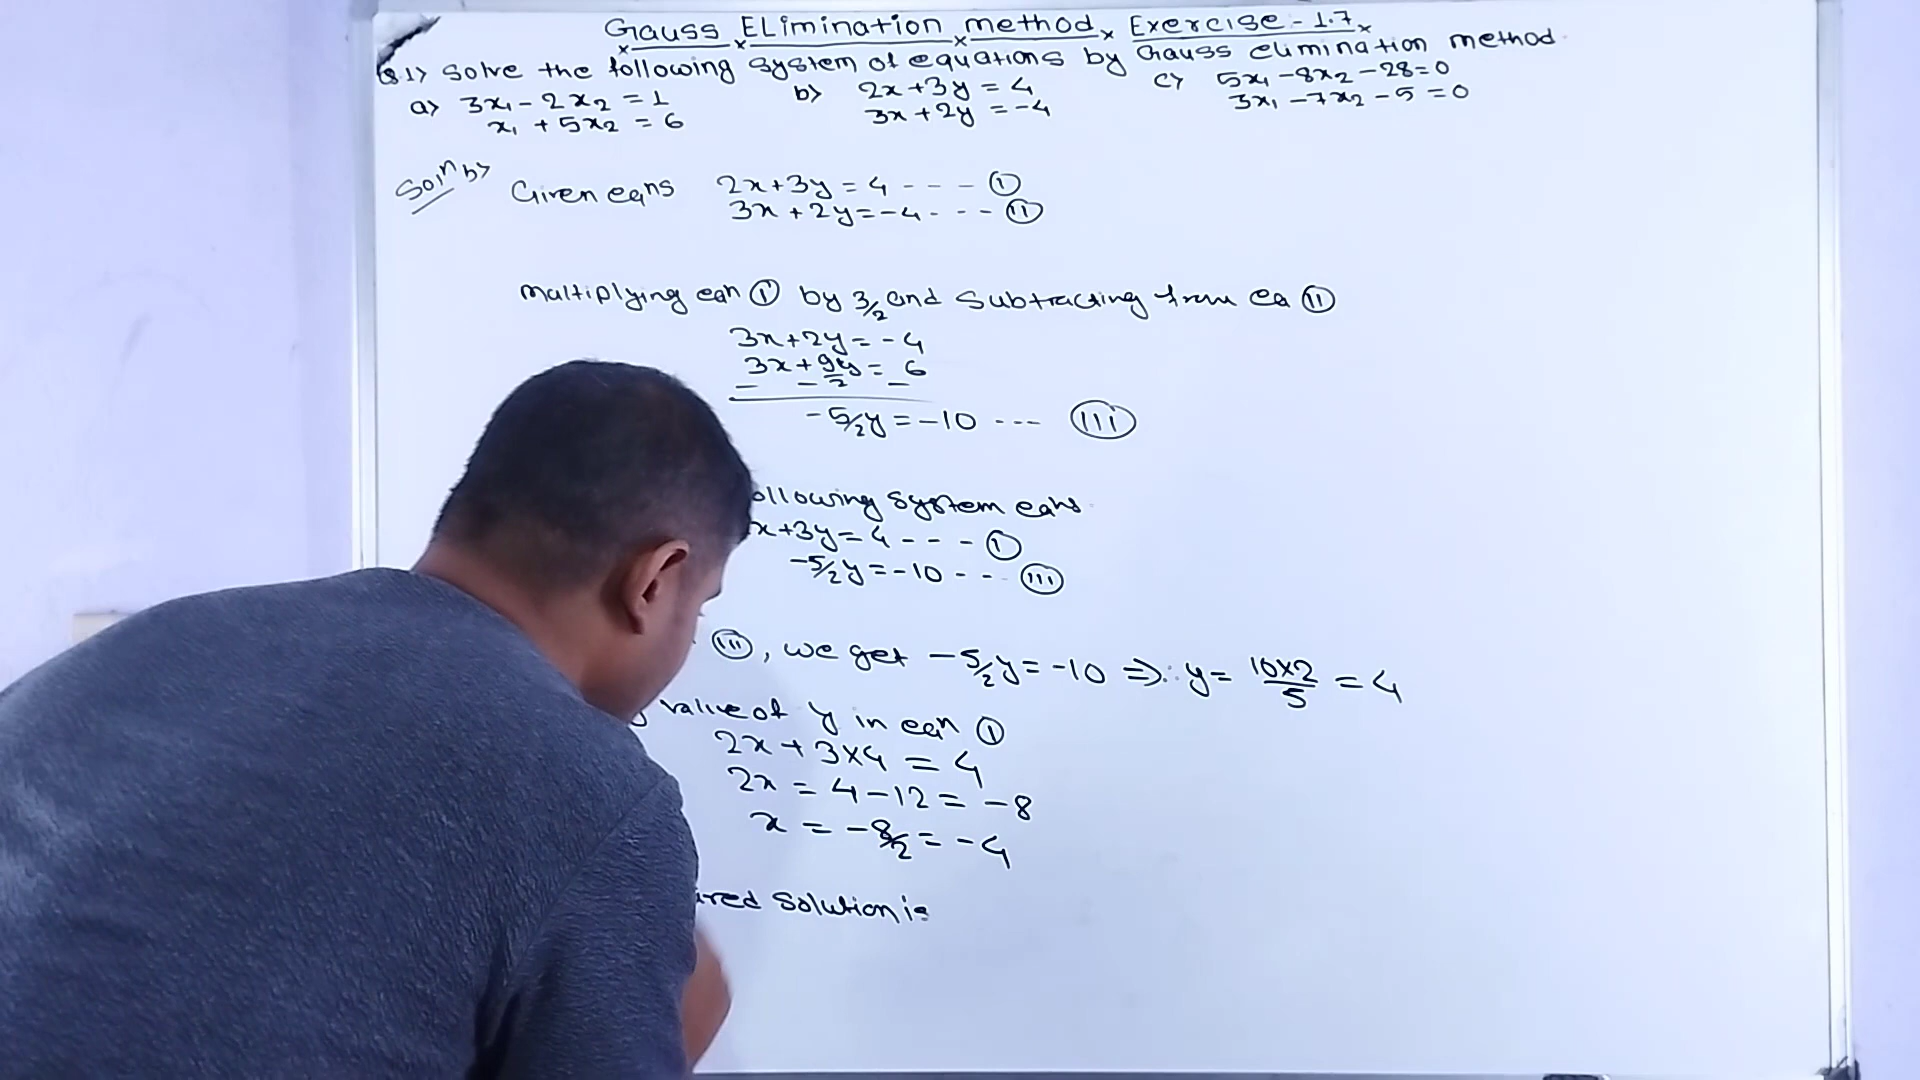 Gauss Elimination method Exercise - 1.7
Q.1> Solve the following system of equations by Gauss elimination method.
a> 3x₁ - 2x₂ = 1
x₁ + 5x₂ = 6
b> 2x + 3y = 4
3x + 2y = -4
c> 5x₁ - 8x₂ - 28 = 0
3x₁ - 7x₂ - 5 = 0
Solⁿ b> Given eqns 2x + 3y = 4 - - - (I)
3x + 2y = -4 - - - (II)
Multiplying eqn (I) by 3/2 and Subtracting from eq (II)
3x + 2y = -4
3x + 9y/2 = 6
- - -
-5/2 y = -10 - - - (III)
ollowing system eqns
x + 3y = 4 - - - (I)
-5/2 y = -10 - - - (III)
(III), we get -5/2 y = -10 ⇒ ∴ y = 10×2/5 = 4
value of y in eqn (I)
2x + 3×4 = 4
2x = 4 - 12 = -8
x = -8/2 = -4
ired Solution is